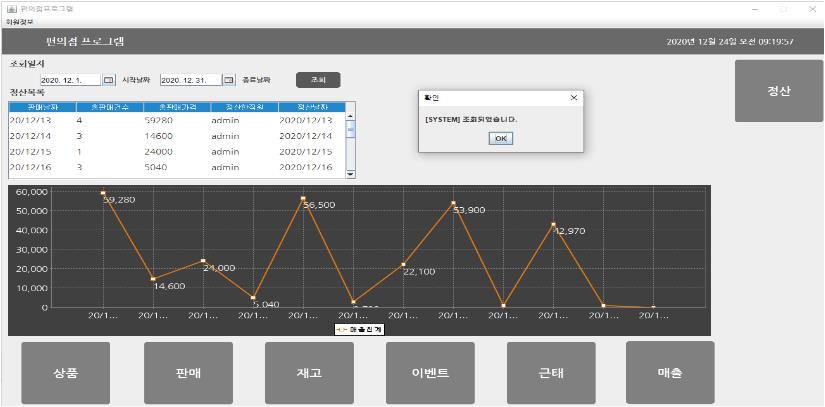 편의점프로그램
회원정보
편의점 프로그램
2020년 12월 24일 오전 09:19:57
조회일자
2020. 12. 1. 시작날짜 2020. 12. 31. 종료날짜 조회
정산
정산목록
판매날짜 총판매건수 총판매가격 정산한직원 정산날짜
20/12/13 4 59280 admin 2020/12/13
20/12/14 3 14600 admin 2020/12/14
20/12/15 1 24000 admin 2020/12/15
20/12/16 3 5040 admin 2020/12/16
확인
[SYSTEM] 조회되었습니다.
OK
60,000
50,000
40,000
30,000
20,000
10,000
0
59,280
14,600
24,000
5,040
56,500
22,100
53,900
42,970
20/1... 20/1... 20/1... 20/1... 20/1... 20/1... 20/1... 20/1... 20/1... 20/1... 20/1... 20/1...
매출집계
상품 판매 재고 이벤트 근태 매출